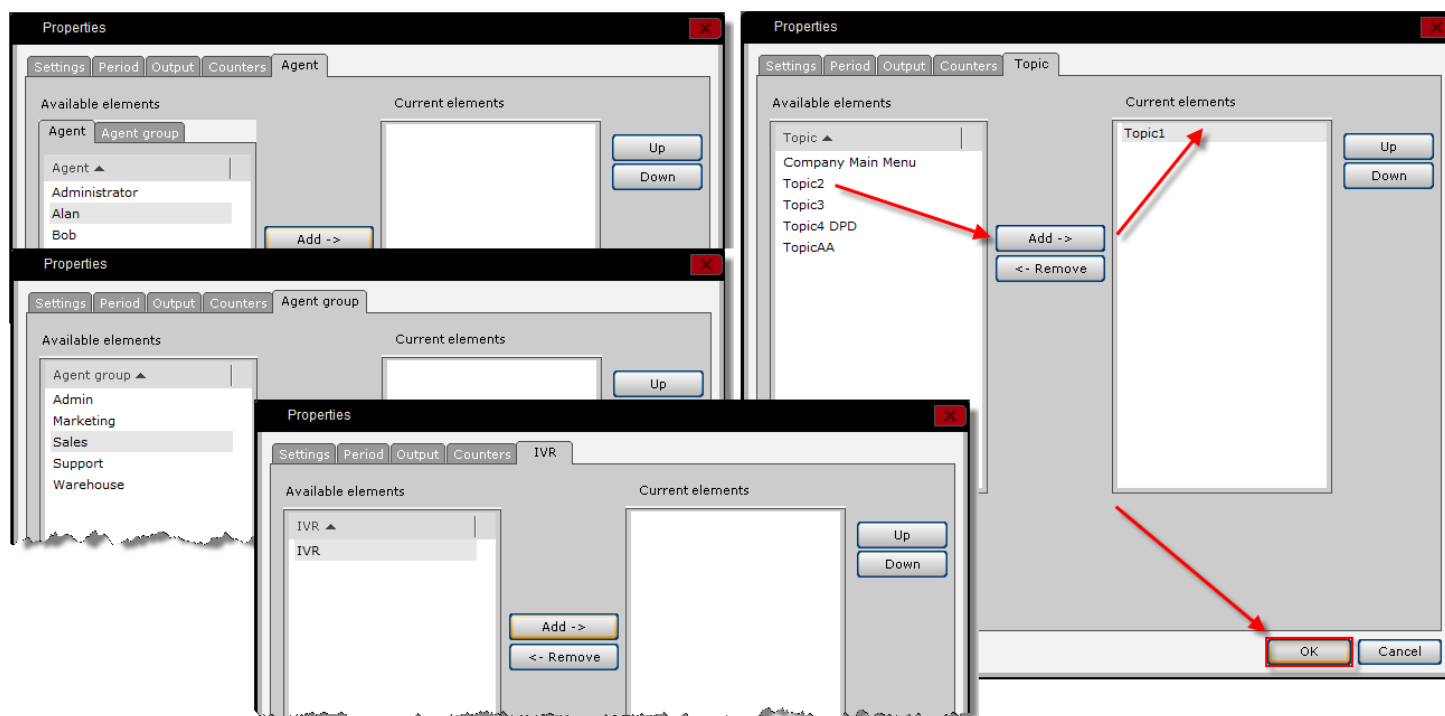 Properties
Settings Period Output Counters Agent
Available elements Current elements
Agent Agent group
Agent
Administrator
Alan
Bob
Add ->
Up
Down
Properties
Settings Period Output Counters Agent group
Available elements Current elements
Agent group
Admin
Marketing
Sales
Support
Warehouse
Up
Properties
Settings Period Output Counters IVR
Available elements Current elements
IVR
IVR
Add ->
<- Remove
Up
Down
Properties
Settings Period Output Counters Topic
Available elements Current elements
Topic
Company Main Menu
Topic2
Topic3
Topic4 DPD
TopicAA
Add ->
<- Remove
Topic1
Up
Down
OK Cancel